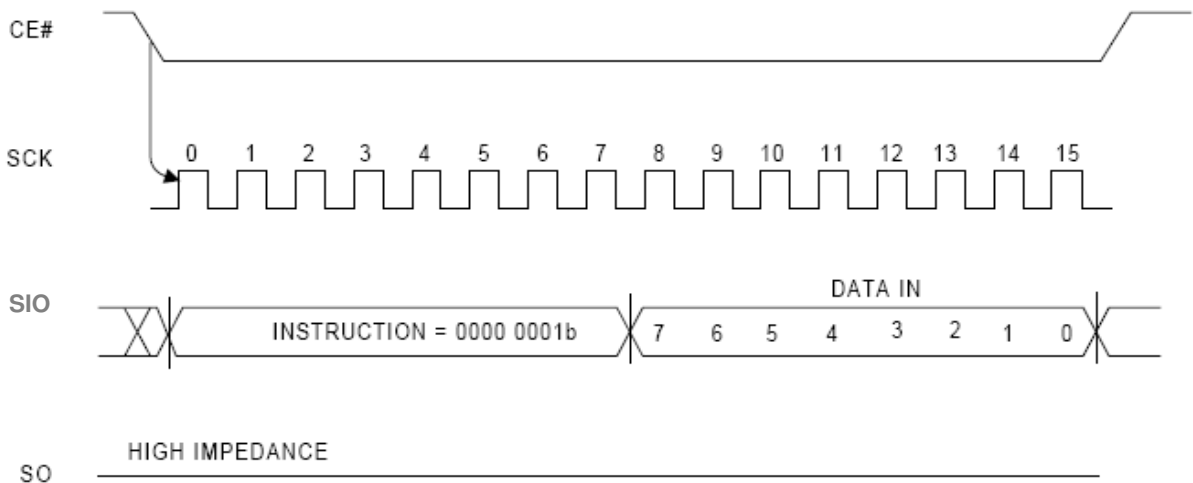 CE#
SCK 0 1 2 3 4 5 6 7 8 9 10 11 12 13 14 15
DATA IN
SIO INSTRUCTION = 0000 0001b 7 6 5 4 3 2 1 0
HIGH IMPEDANCE
SO